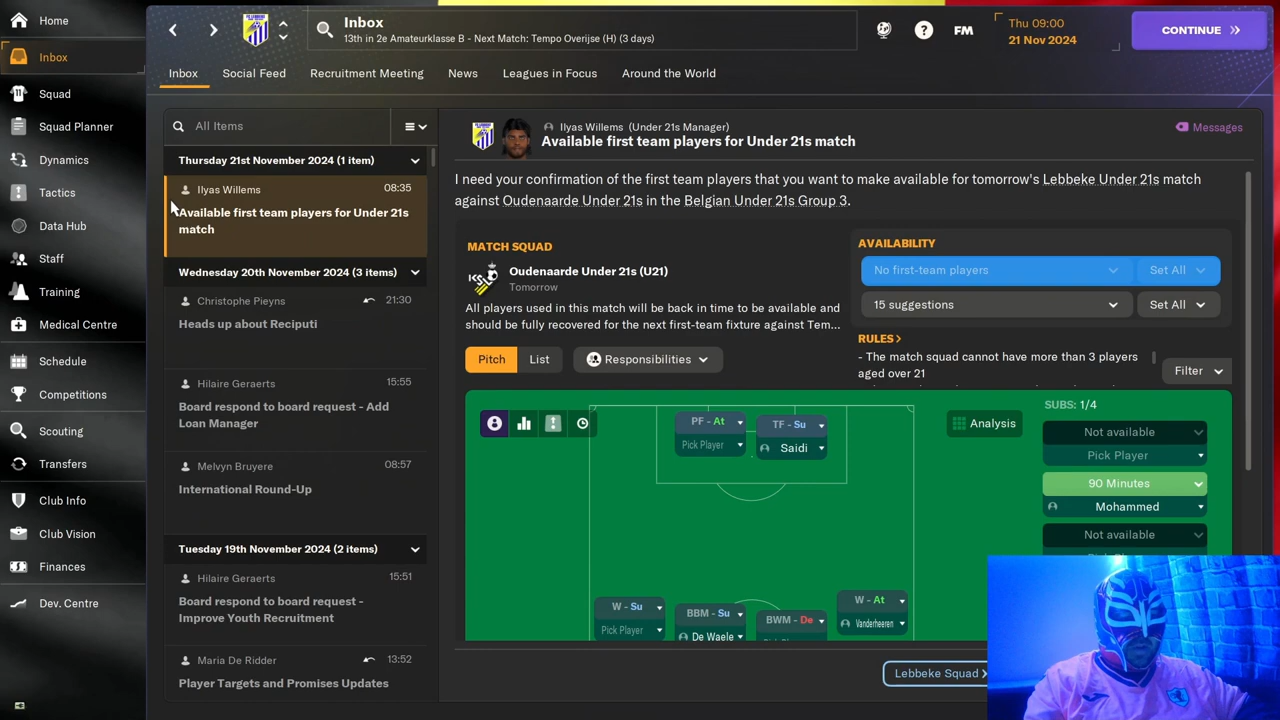 Home
Inbox
Squad
Squad Planner
Dynamics
Tactics
Data Hub
Staff
Training
Medical Centre
Schedule
Competitions
Scouting
Transfers
Club Info
Club Vision
Finances
Dev. Centre
Inbox
13th in 2e Amateurklasse B - Next Match: Tempo Overijse (H) (3 days)
FM
Thu 09:00
21 Nov 2024
CONTINUE
Inbox Social Feed Recruitment Meeting News Leagues in Focus Around the World
All Items
Thursday 21st November 2024 (1 item)
Ilyas Willems 08:35
Available first team players for Under 21s
match
Wednesday 20th November 2024 (3 items)
Christophe Pieyns 21:30
Heads up about Reciputi
Hilaire Geraerts 15:55
Board respond to board request - Add
Loan Manager
Melvyn Bruyere 08:57
International Round-Up
Tuesday 19th November 2024 (2 items)
Hilaire Geraerts 15:51
Board respond to board request -
Improve Youth Recruitment
Maria De Ridder 13:52
Player Targets and Promises Updates
Ilyas Willems (Under 21s Manager)
Available first team players for Under 21s match
Messages
I need your confirmation of the first team players that you want to make available for tomorrow's Lebbeke Under 21s match
against Oudenaarde Under 21s in the Belgian Under 21s Group 3.
MATCH SQUAD
Oudenaarde Under 21s (U21)
Tomorrow
All players used in this match will be back in time to be available and
should be fully recovered for the next first-team fixture against Tem...
Pitch List Responsibilities
AVAILABILITY
No first-team players Set All
15 suggestions Set All
RULES >
- The match squad cannot have more than 3 players
aged over 21
Filter
PF - At
Pick Player
TF - Su
Saidi
Analysis
SUBS: 1/4
Not available
Pick Player
90 Minutes
Mohammed
Not available
W - Su
Pick Player
BBM - Su
De Waele
BWM - De
W - At
Vanderheeren
Lebbeke Squad >